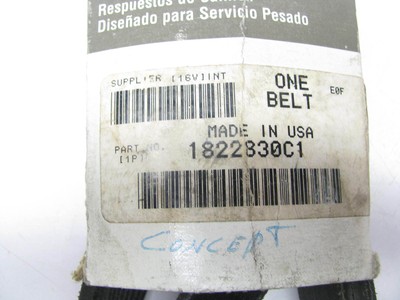 Respuestos de Calidad
Diseñado para Servicio Pesado
SUPPLIER [16V]INT
ONE
BELT
E0F
MADE IN USA
PART NO.
[1P]
1822830C1
CONCEPT